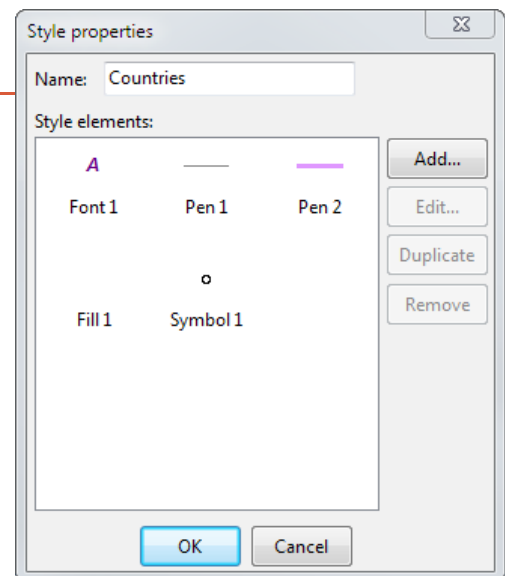 Style properties
Name: Countries
Style elements:
A
Font 1 Pen 1 Pen 2
Fill 1 Symbol 1
Add...
Edit...
Duplicate
Remove
OK Cancel